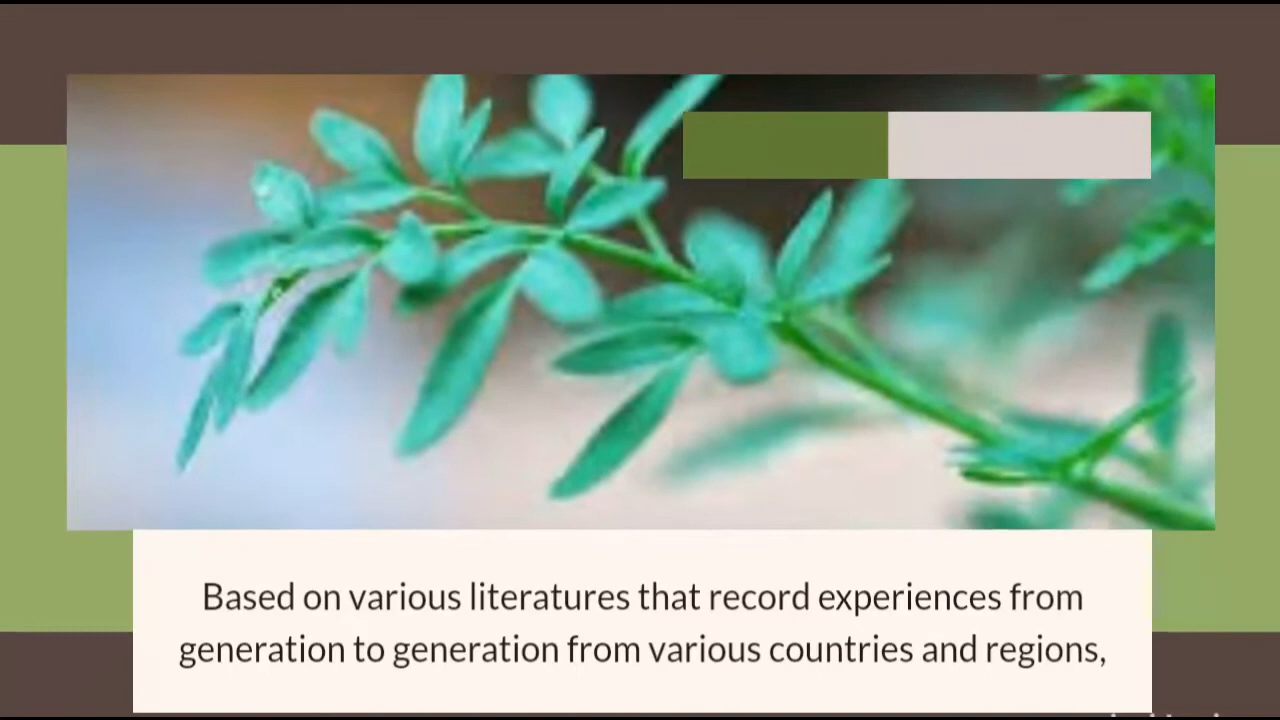 Based on various literatures that record experiences from
generation to generation from various countries and regions,